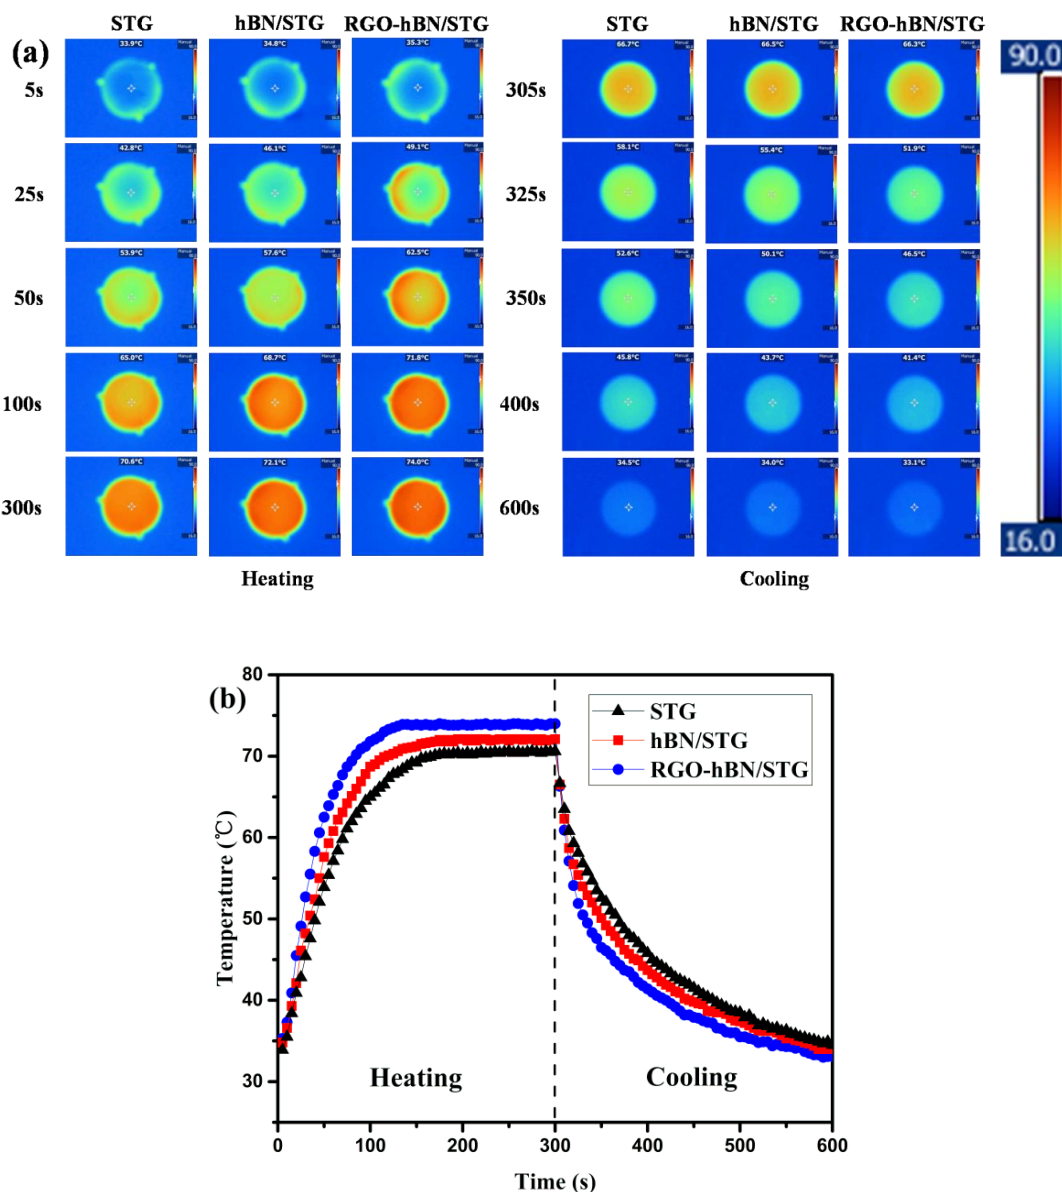 (a)
STG hBN/STG RGO-hBN/STG
5s 33.9°C 34.8°C 35.3°C
25s 42.8°C 46.1°C 49.1°C
50s 53.9°C 57.6°C 62.5°C
100s 65.0°C 68.7°C 71.8°C
300s 70.6°C 72.1°C 74.0°C
Heating
STG hBN/STG RGO-hBN/STG
305s 66.7°C 66.5°C 66.3°C
325s 58.1°C 55.4°C 51.9°C
350s 52.6°C 50.1°C 46.5°C
400s 45.8°C 43.7°C 41.4°C
600s 34.5°C 34.0°C 33.1°C
Cooling
90.0
16.0
(b)
80
70
60
50
40
30
Temperature (℃)
STG
hBN/STG
RGO-hBN/STG
Heating
Cooling
0 100 200 300 400 500 600
Time (s)